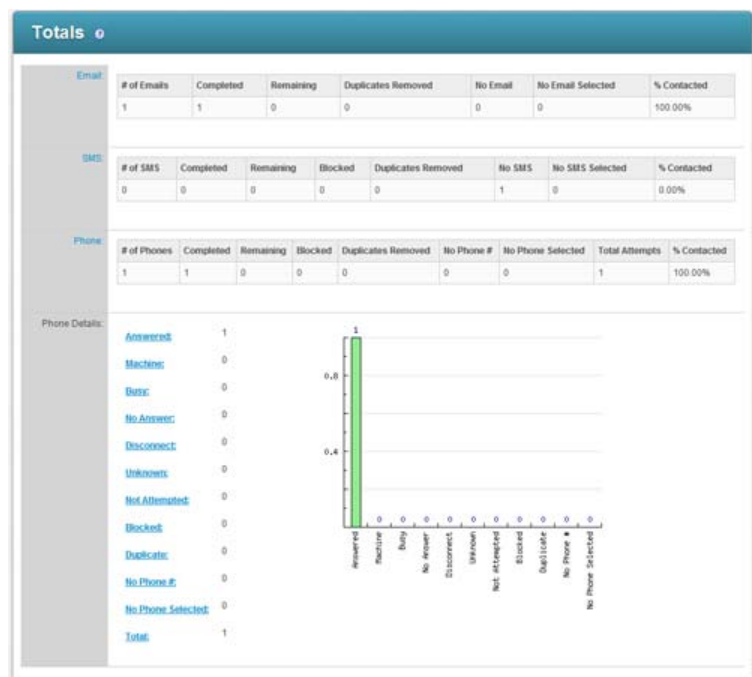 Totals ?
Email:
# of Emails Completed Remaining Duplicates Removed No Email No Email Selected % Contacted
1 1 0 0 0 0 100.00%
SMS:
# of SMS Completed Remaining Blocked Duplicates Removed No SMS No SMS Selected % Contacted
0 0 0 0 0 1 0 0.00%
Phone:
# of Phones Completed Remaining Blocked Duplicates Removed No Phone # No Phone Selected Total Attempts % Contacted
1 1 0 0 0 0 0 1 100.00%
Phone Details:
Answered: 1
Machine: 0
Busy: 0
No Answer: 0
Disconnect: 0
Unknown: 0
Not Attempted: 0
Blocked: 0
Duplicate: 0
No Phone #: 0
No Phone Selected: 0
Total: 1
1
0.8
0.4
0 0 0 0 0 0 0 0 0 0
Answered
Machine
Busy
No Answer
Disconnect
Unknown
Not Attempted
Blocked
Duplicate
No Phone #
No Phone Selected